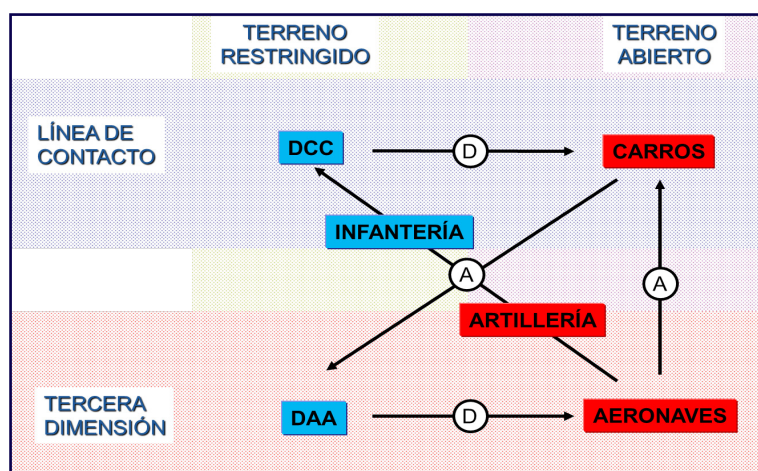 TERRENO
RESTRINGIDO
TERRENO
ABIERTO
LÍNEA DE
CONTACTO
DCC
D
CARROS
INFANTERÍA
A
A
ARTILLERÍA
TERCERA
DIMENSIÓN
DAA
D
AERONAVES